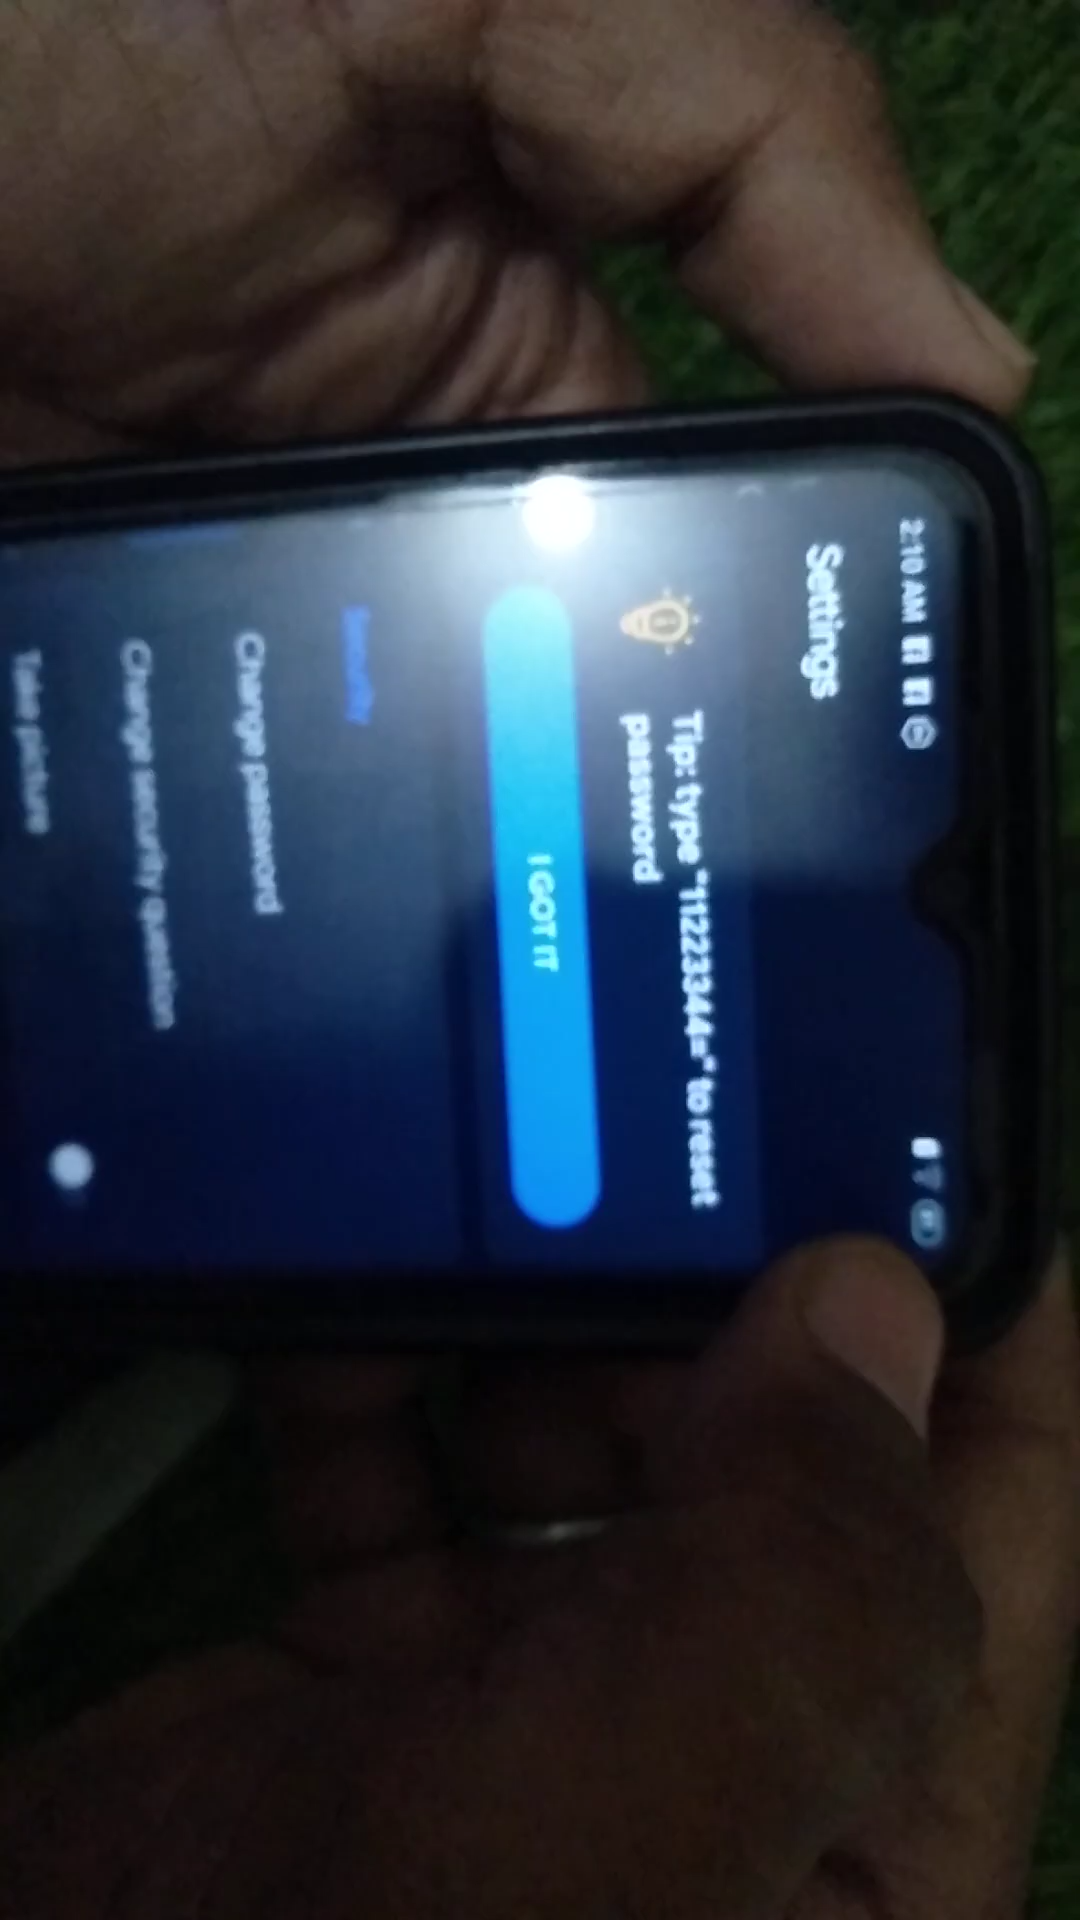 2:10 AM
Settings
Tip: type "11223344=" to reset
password
I GOT IT
Security
Change password
Change security question
Take picture